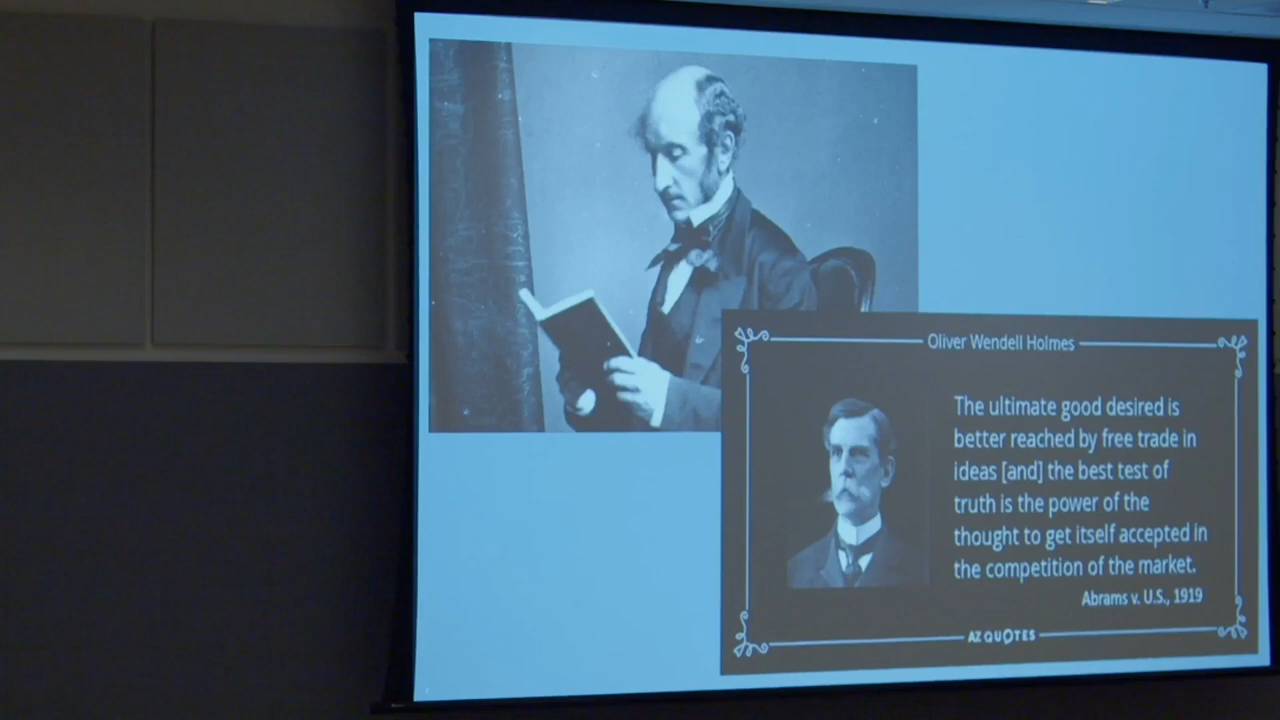 Oliver Wendell Holmes
The ultimate good desired is
better reached by free trade in
ideas [and] the best test of
truth is the power of the
thought to get itself accepted in
the competition of the market.
Abrams v. U.S., 1919
AZ QUOTES